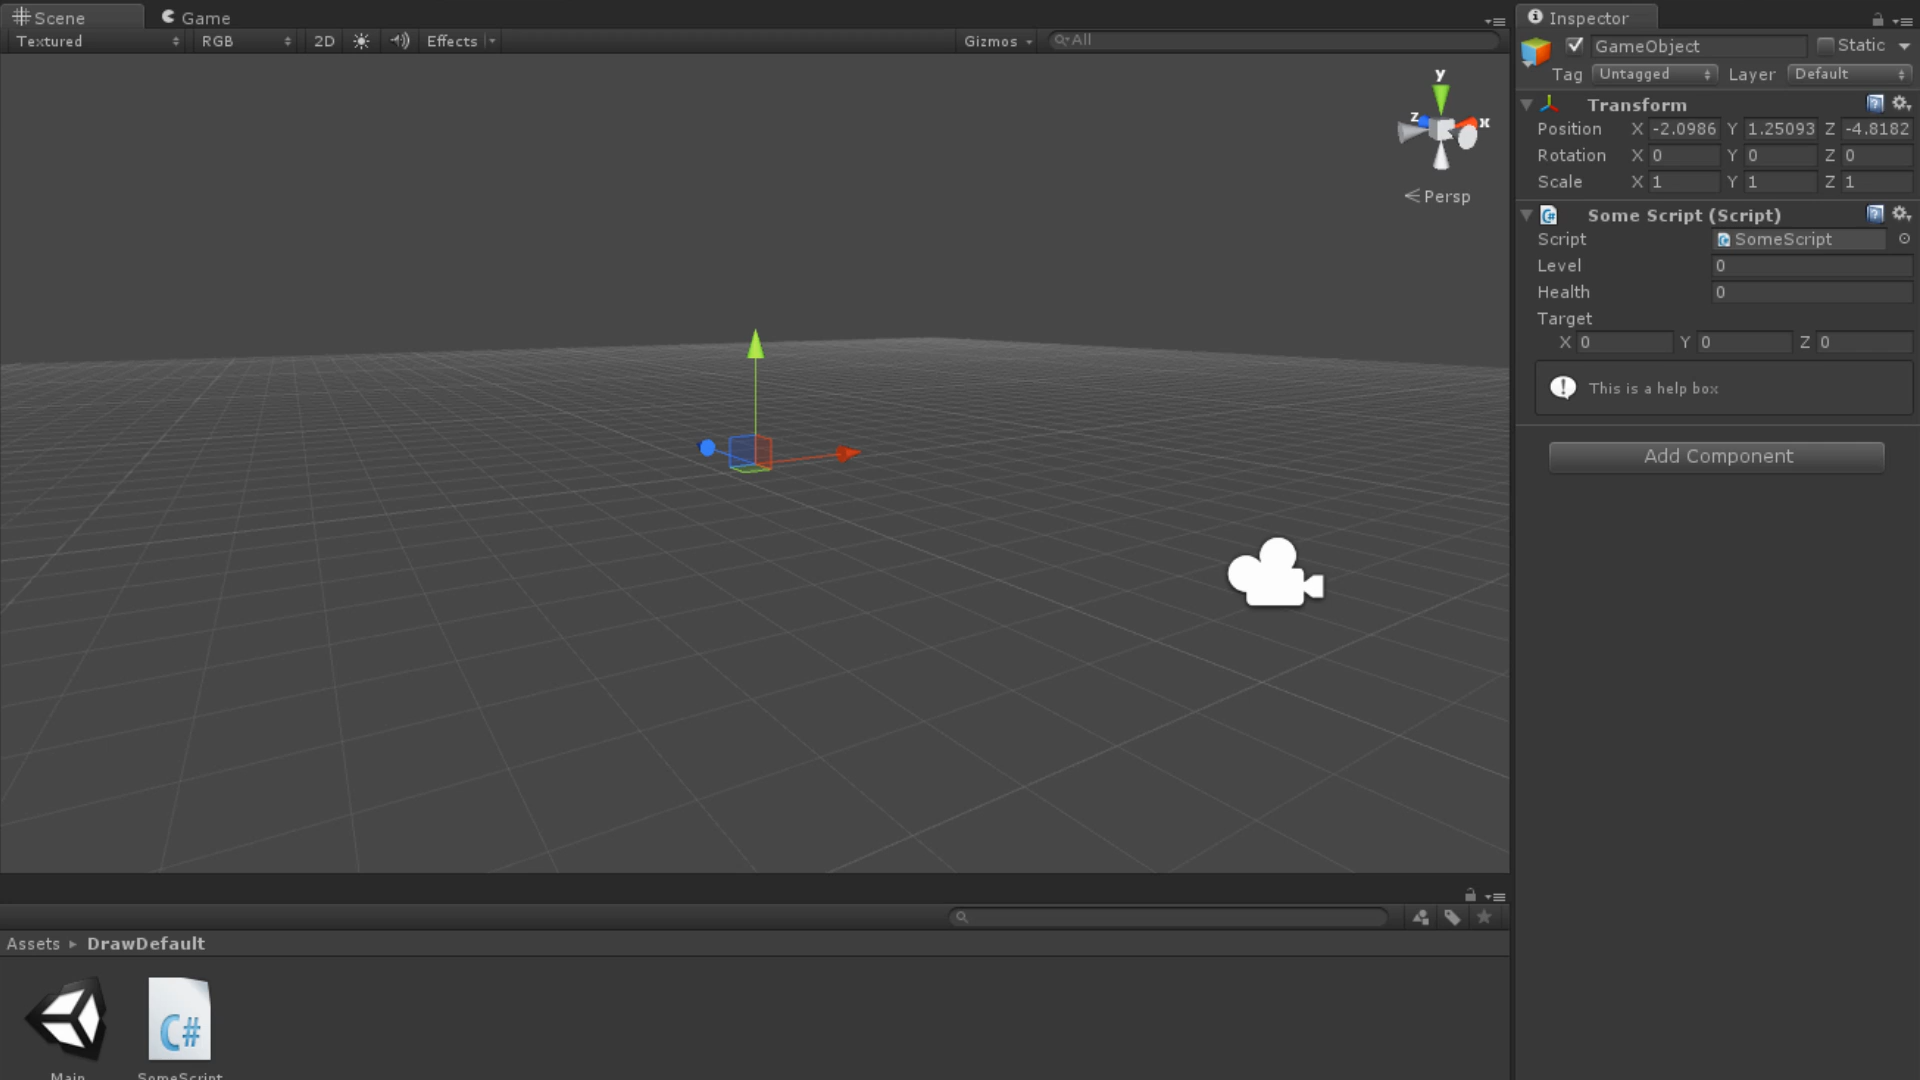 Scene Game
Textured RGB 2D Effects Gizmos All
y
z x
Persp
Inspector
GameObject Static
Tag Untagged Layer Default
Transform
Position X -2.0986 Y 1.25093 Z -4.8182
Rotation X 0 Y 0 Z 0
Scale X 1 Y 1 Z 1
C# Some Script (Script)
Script SomeScript
Level 0
Health 0
Target
X 0 Y 0 Z 0
This is a help box
Add Component
Assets DrawDefault
C#
Main SomeScript